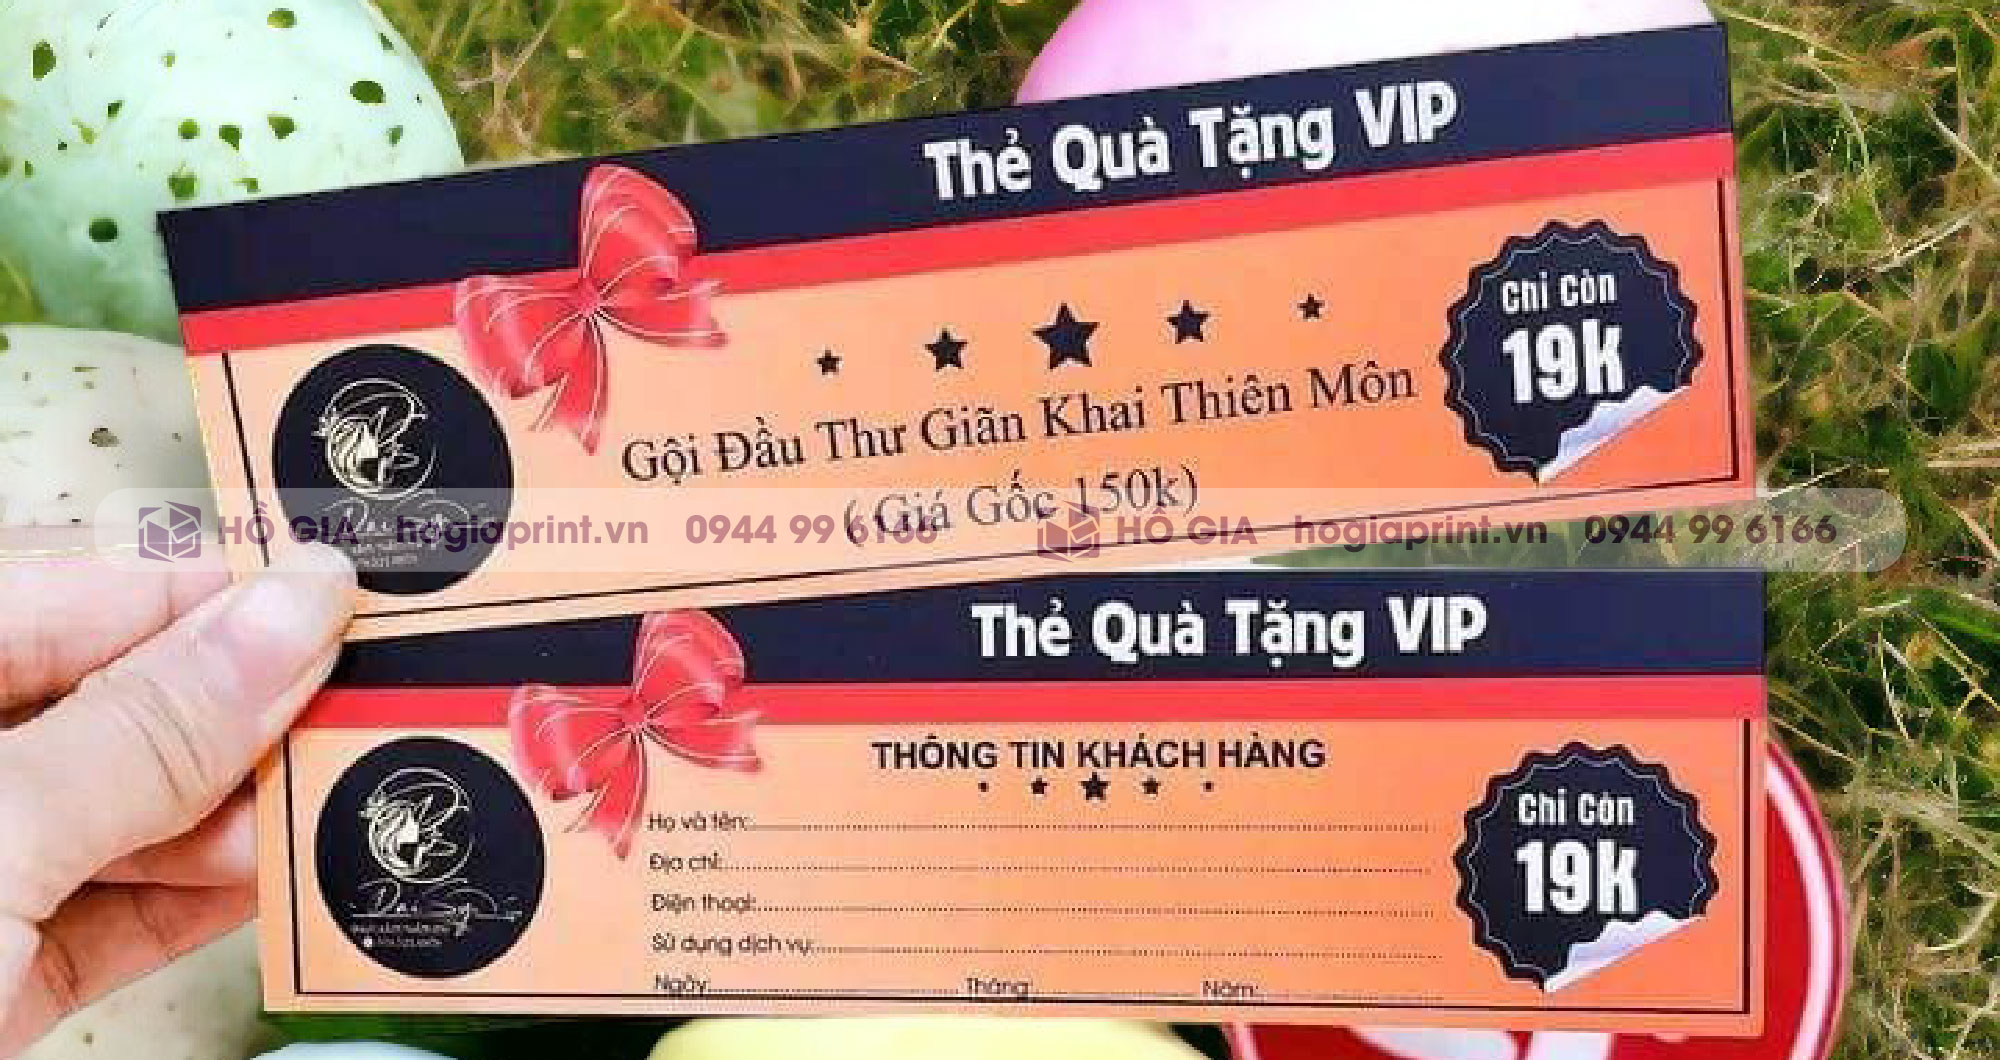 Thẻ Quà Tặng VIP
Chỉ Còn
19k
Gội Đầu Thư Giãn Khai Thiên Môn
( Giá Gốc 150k)
HỒ GIA hogiaprint.vn 0944 99 6166 HỒ GIA hogiaprint.vn 0944 99 6166
Thẻ Quà Tặng VIP
THÔNG TIN KHÁCH HÀNG
Chỉ Còn
19k
Họ và tên:
Địa chỉ:
Điện thoại:
Sử dụng dịch vụ:
Ngày: Tháng: Năm: